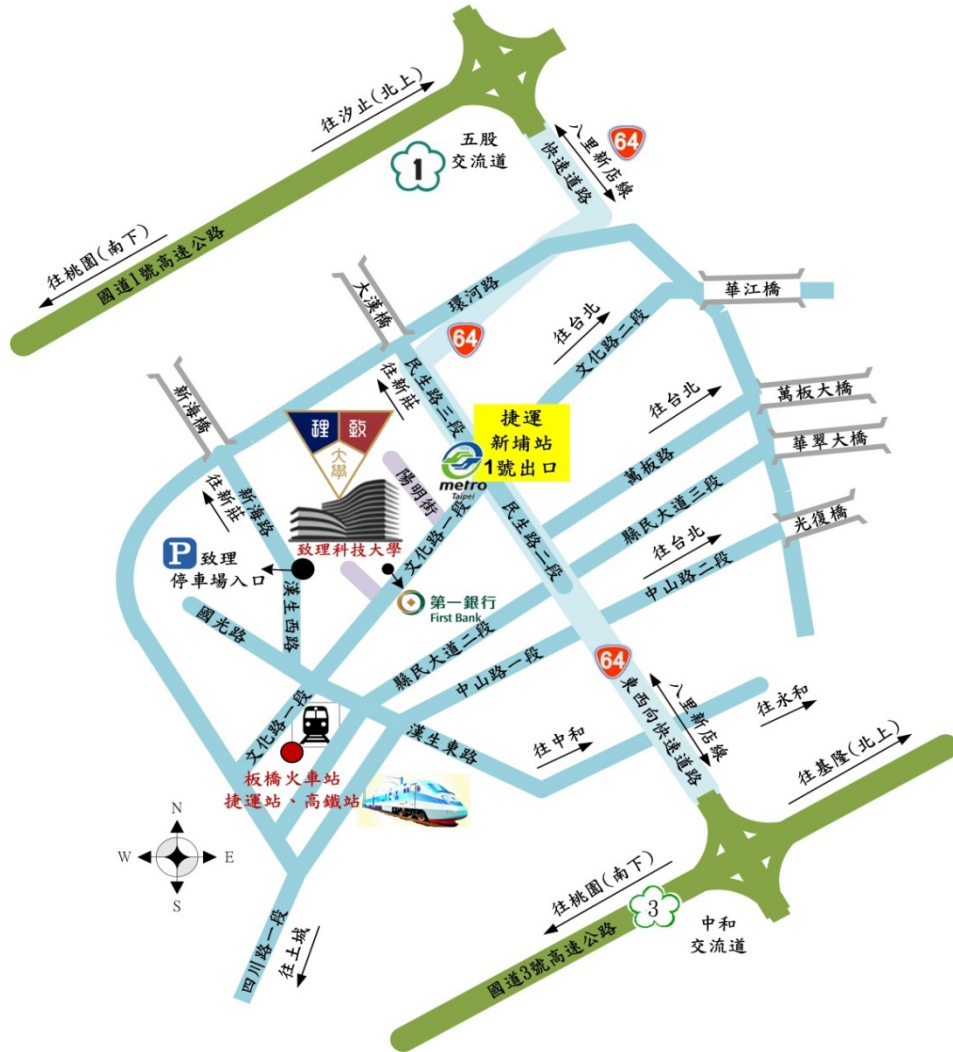 往汐止(北上)
五股
交流道
1
64
八里新店線
快速道路
往桃園(南下)
國道1號高速公路
大漢橋
環河路
華江橋
往台北
文化路二段
64
新海橋
往新莊
民生路三段
捷運
新埔站
1號出口
metro
Taipei
往台北
萬板大橋
萬板路
華翠大橋
理致
大學
陽明街
往新莊
新海路
文化路一段
民生路二段
縣民大道三段
光復橋
致理科技大學
往台北
中山路二段
P
致理
停車場入口
漢生西路
第一銀行
First Bank
國光路
縣民大道二段
中山路一段
64
八里新店線
東西向快速道路
文化路一段
漢生東路
往中和
往永和
板橋火車站
捷運站、高鐵站
往基隆(北上)
N
W
E
S
往桃園(南下)
3
中和
交流道
國道3號高速公路
四川路一段
往土城